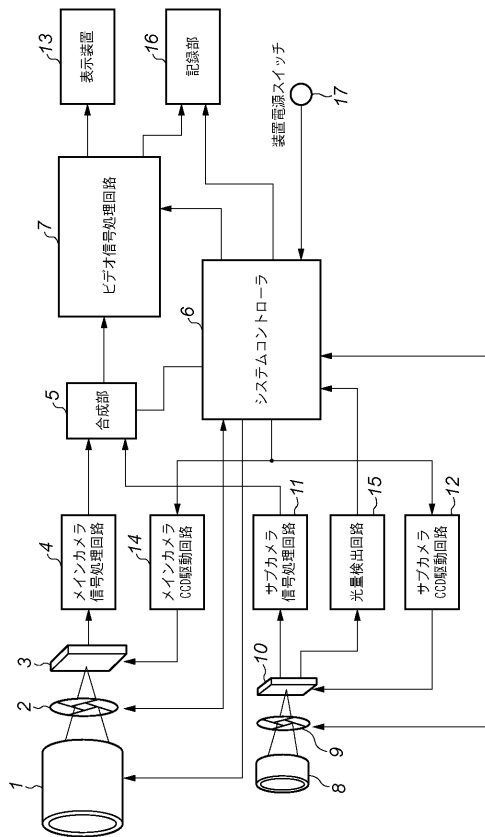 1
2
3
4
メインカメラ
信号処理回路
14
メインカメラ
CCD駆動回路
5
合成部
7
ビデオ信号処理回路
13
表示装置
16
記録部
6
システムコントローラ
装置電源スイッチ
17
8
9
10
11
サブカメラ
信号処理回路
15
光量検出回路
12
サブカメラ
CCD駆動回路